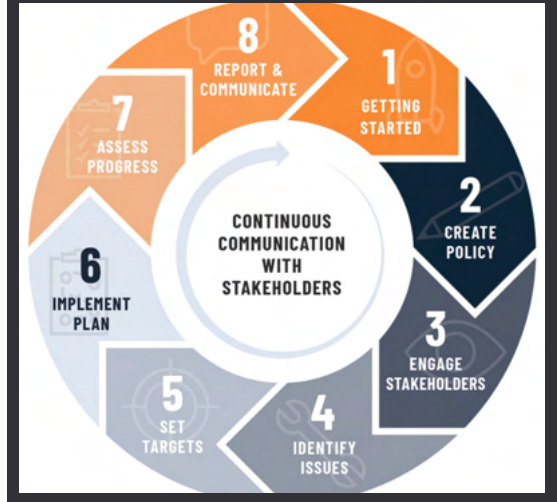 1
GETTING
STARTED
2
CREATE
POLICY
3
ENGAGE
STAKEHOLDERS
4
IDENTIFY
ISSUES
5
SET
TARGETS
6
IMPLEMENT
PLAN
7
ASSESS
PROGRESS
8
REPORT &
COMMUNICATE
CONTINUOUS
COMMUNICATION
WITH
STAKEHOLDERS